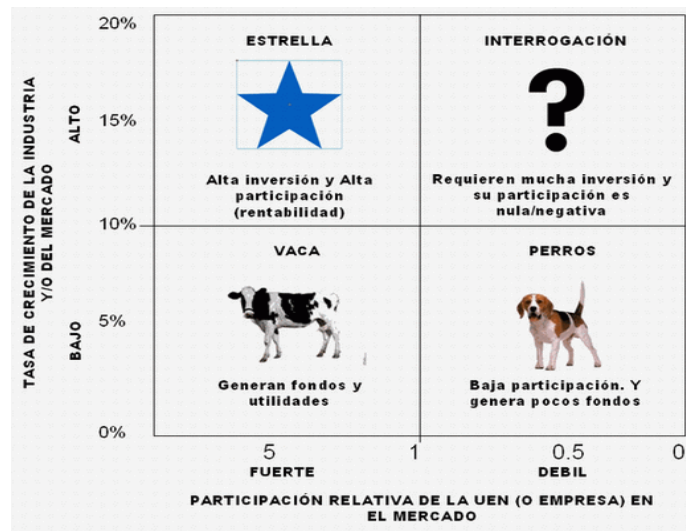 TASA DE CRECIMIENTO DE LA INDUSTRIA
Y/O DEL MERCADO
ALTO
BAJO
20%
15%
10%
5%
0%
ESTRELLA
Alta inversión y Alta
participación
(rentabilidad)
INTERROGACIÓN
?
Requieren mucha inversión y
su participación es
nula/negativa
VACA
Generan fondos y
utilidades
PERROS
Baja participación. Y
genera pocos fondos
5
1
0.5
0
FUERTE
DEBIL
PARTICIPACIÓN RELATIVA DE LA UEN (O EMPRESA) EN
EL MERCADO